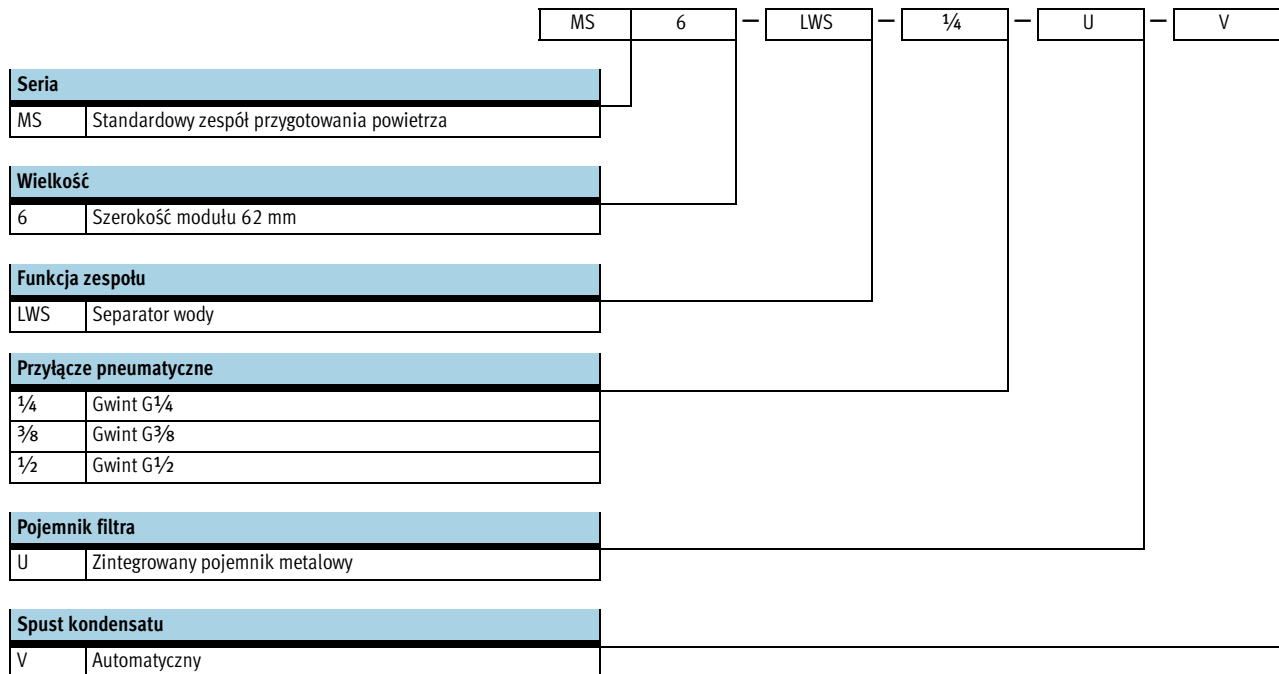 MS 6 – LWS – ¼ – U – V
Seria
MS Standardowy zespół przygotowania powietrza
Wielkość
6 Szerokość modułu 62 mm
Funkcja zespołu
LWS Separator wody
Przyłącze pneumatyczne
¼ Gwint G¼
⅜ Gwint G⅜
½ Gwint G½
Pojemnik filtra
U Zintegrowany pojemnik metalowy
Spust kondensatu
V Automatyczny